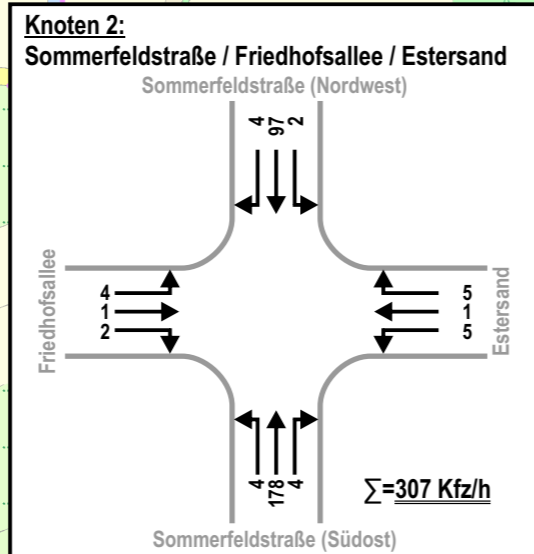 Knoten 2:
Sommerfeldstraße / Friedhofsallee / Estersand
Sommerfeldstraße (Nordwest)
4 97 2
Friedhofsallee
4
1
2
5
1
5
Estersand
4 178 4
∑=307 Kfz/h
Sommerfeldstraße (Südost)